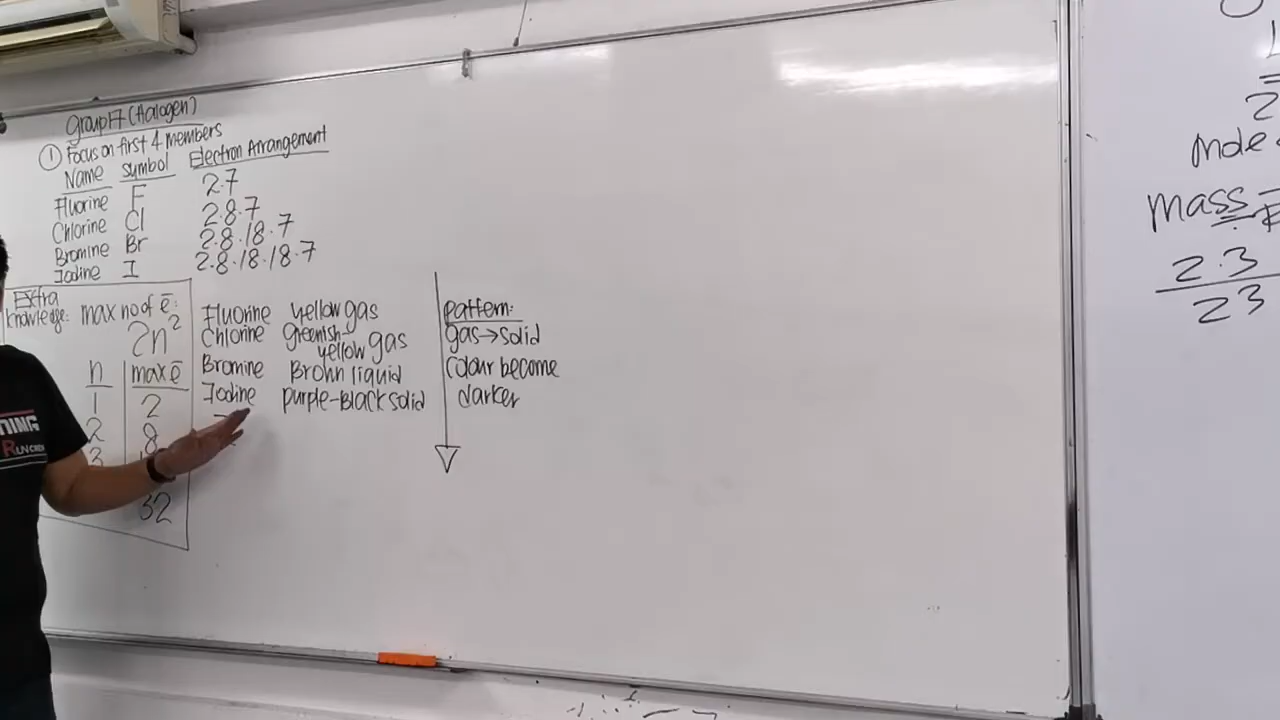 Group 17 (Halogen)
① Focus on first 4 members
Name Symbol Electron Arrangement
Fluorine F 2.7
Chlorine Cl 2.8.7
Bromine Br 2.8.18.7
Iodine I 2.8.18.18.7
Extra
knowledge: max no of ē:
2n²
n max ē
1 2
2 8
3
32
Fluorine yellow gas
Chlorine Greenish-
yellow gas
Bromine Brown liquid
Iodine purple-Black solid
pattern:
gas→solid
Colour become
darker
mole
mass =
2.3
23